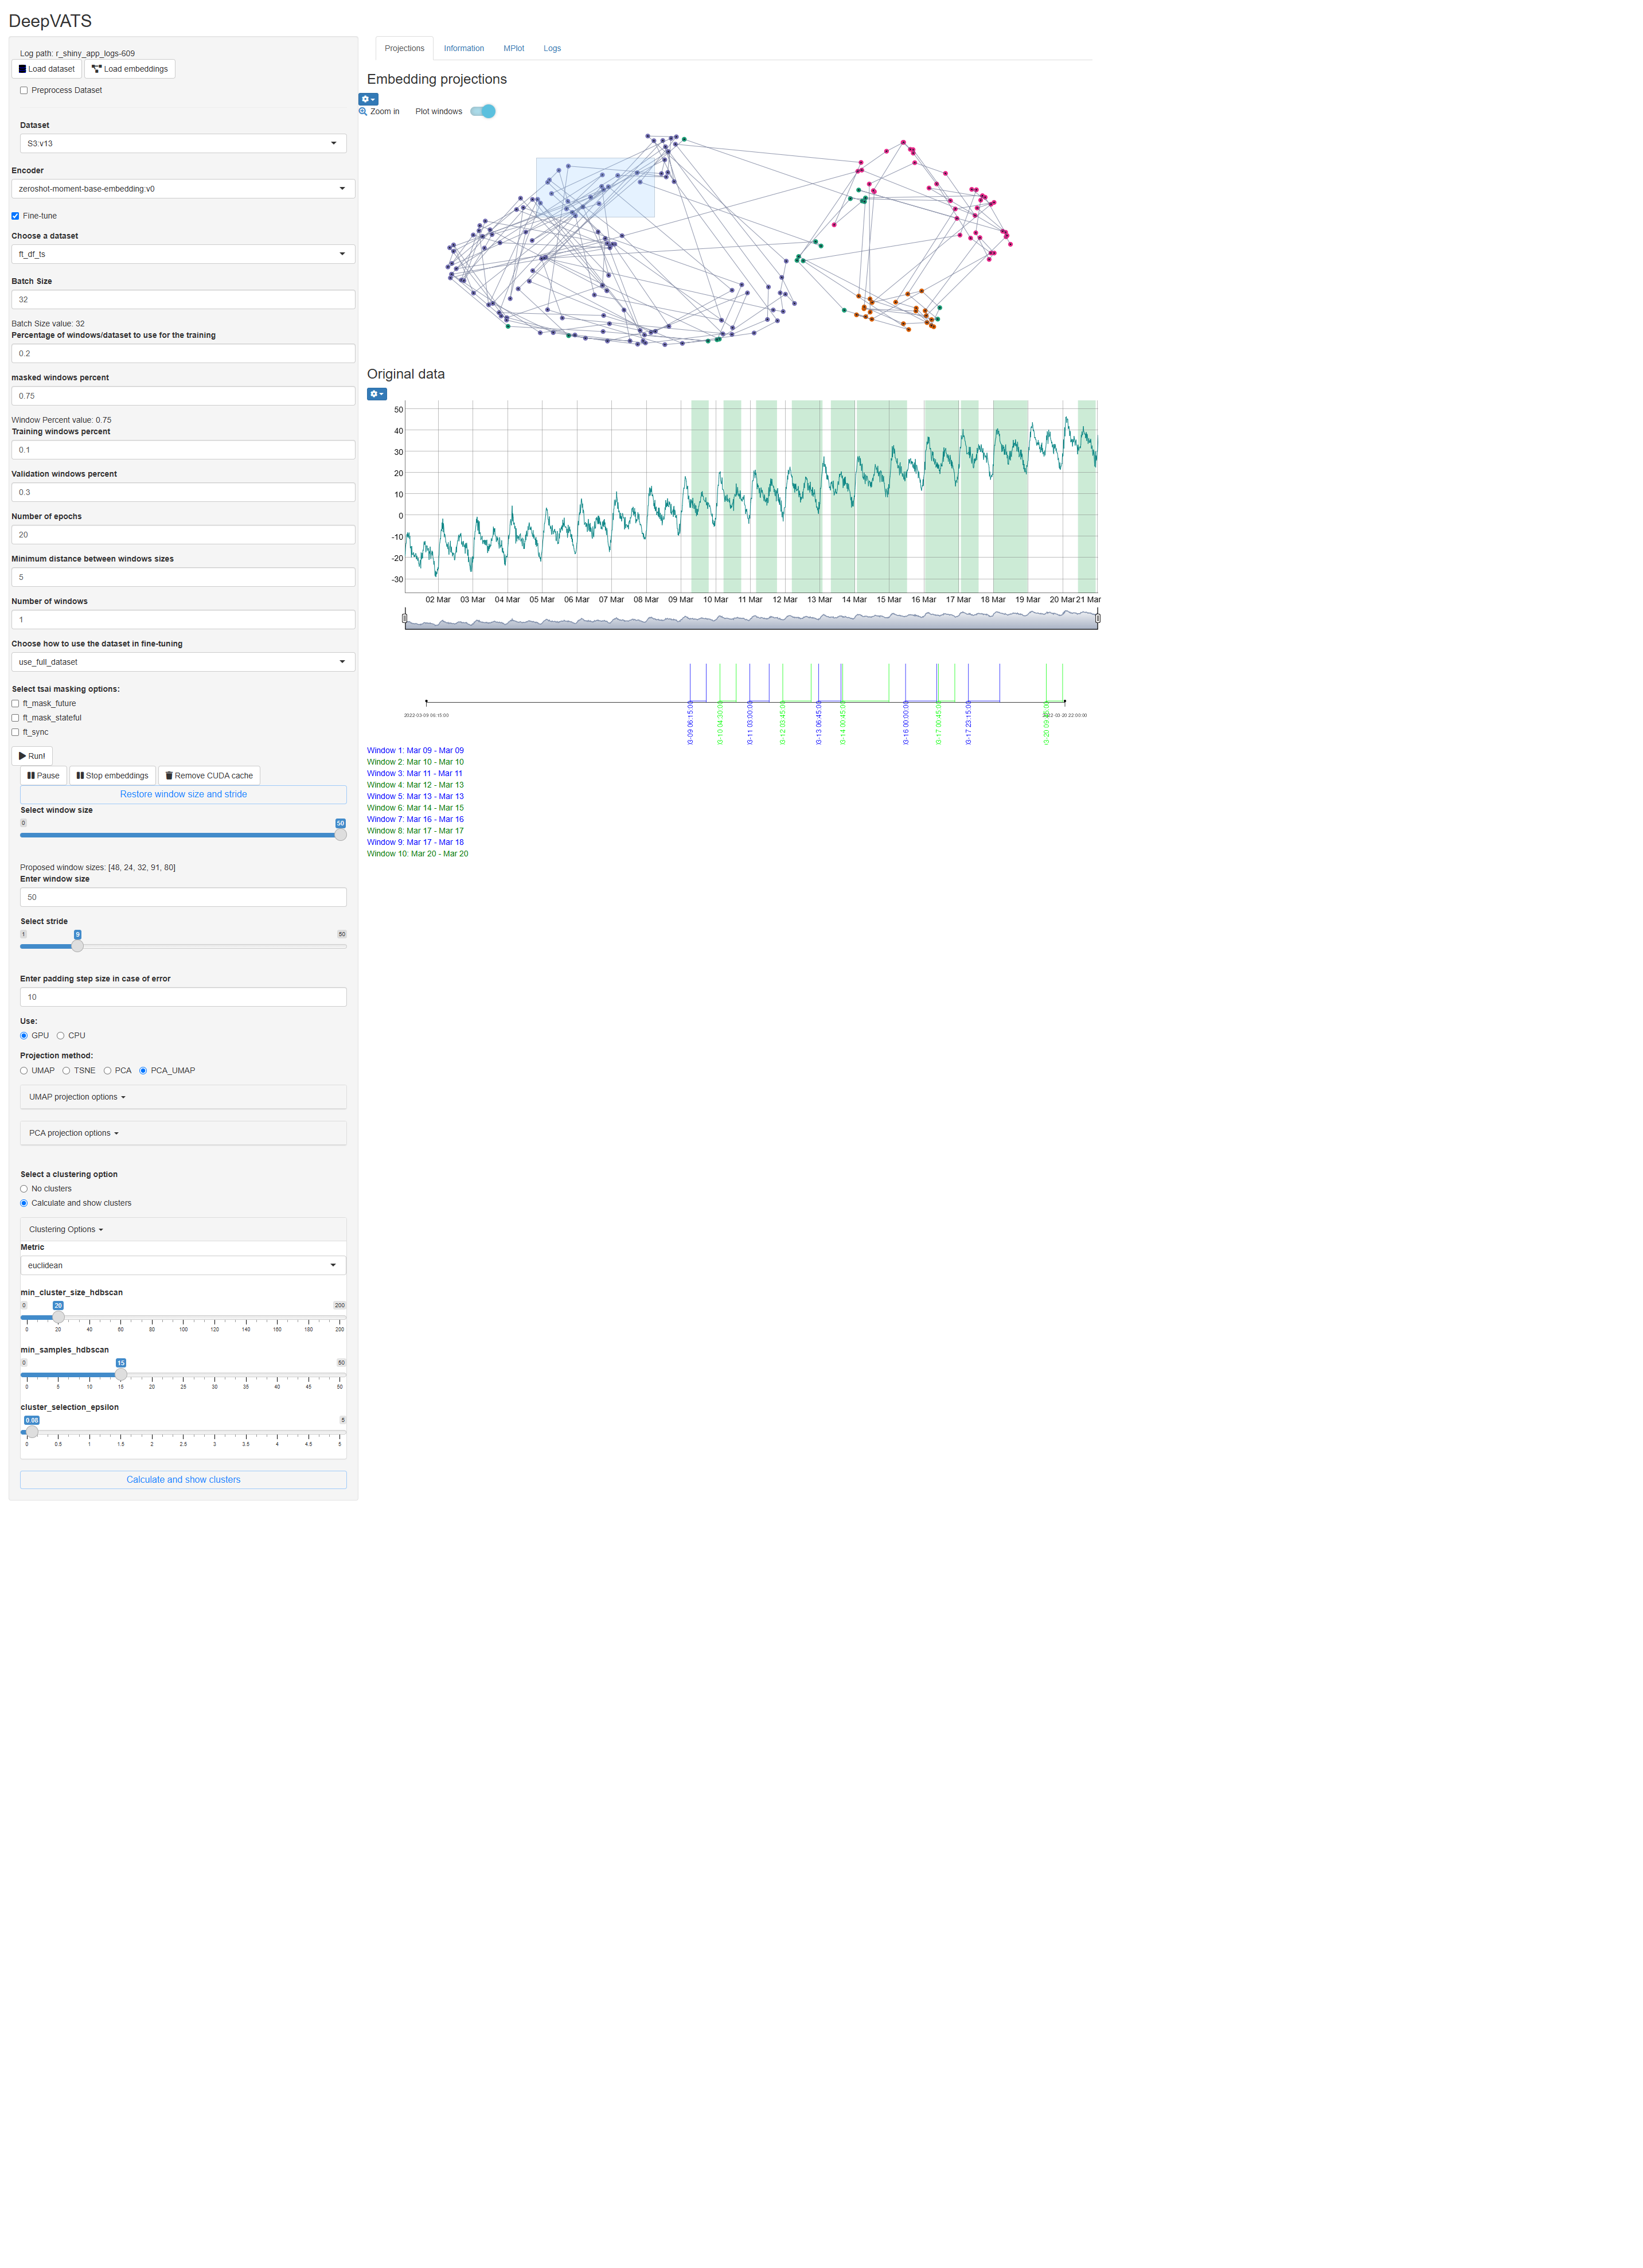 DeepVATS
Log path: r_shiny_app_logs-609
Load dataset
Load embeddings
Preprocess Dataset
Dataset
S3:v13
Encoder
zeroshot-moment-base-embedding:v0
Fine-tune
Choose a dataset
ft_df_ts
Batch Size
32
Batch Size value: 32
Percentage of windows/dataset to use for the training
0.2
masked windows percent
0.75
Window Percent value: 0.75
Training windows percent
0.1
Validation windows percent
0.3
Number of epochs
20
Minimum distance between windows sizes
5
Number of windows
1
Choose how to use the dataset in fine-tuning
use_full_dataset
Select tsai masking options:
ft_mask_future
ft_mask_stateful
ft_sync
Run!
Pause
Stop embeddings
Remove CUDA cache
Restore window size and stride
Select window size
0
50
Proposed window sizes: [48, 24, 32, 91, 80]
Enter window size
50
Select stride
1
9
50
Enter padding step size in case of error
10
Use:
GPU
CPU
Projection method:
UMAP
TSNE
PCA
PCA_UMAP
UMAP projection options
PCA projection options
Select a clustering option
No clusters
Calculate and show clusters
Clustering Options
Metric
euclidean
min_cluster_size_hdbscan
0
20
200
0 20 40 60 80 100 120 140 160 180 200
min_samples_hdbscan
0
15
50
0 5 10 15 20 25 30 35 40 45 50
cluster_selection_epsilon
0.08
5
0 0.5 1 1.5 2 2.5 3 3.5 4 4.5 5
Calculate and show clusters
Projections
Information
MPlot
Logs
Embedding projections
Zoom in
Plot windows
Original data
50
40
30
20
10
0
-10
-20
-30
02 Mar 03 Mar 04 Mar 05 Mar 06 Mar 07 Mar 08 Mar 09 Mar 10 Mar 11 Mar 12 Mar 13 Mar 14 Mar 15 Mar 16 Mar 17 Mar 18 Mar 19 Mar 20 Mar 21 Mar
2022-03-09 06:15:00
03-09 06:15:00
03-10 04:30:00
03-11 03:00:00
03-12 03:45:00
03-13 06:45:00
03-14 00:45:00
03-16 00:00:00
03-17 00:45:00
03-17 23:15:00
Window 1: Mar 09 - Mar 09
Window 2: Mar 10 - Mar 10
Window 3: Mar 11 - Mar 11
Window 4: Mar 12 - Mar 13
Window 5: Mar 13 - Mar 13
Window 6: Mar 14 - Mar 15
Window 7: Mar 16 - Mar 16
Window 8: Mar 17 - Mar 17
Window 9: Mar 17 - Mar 18
Window 10: Mar 20 - Mar 20